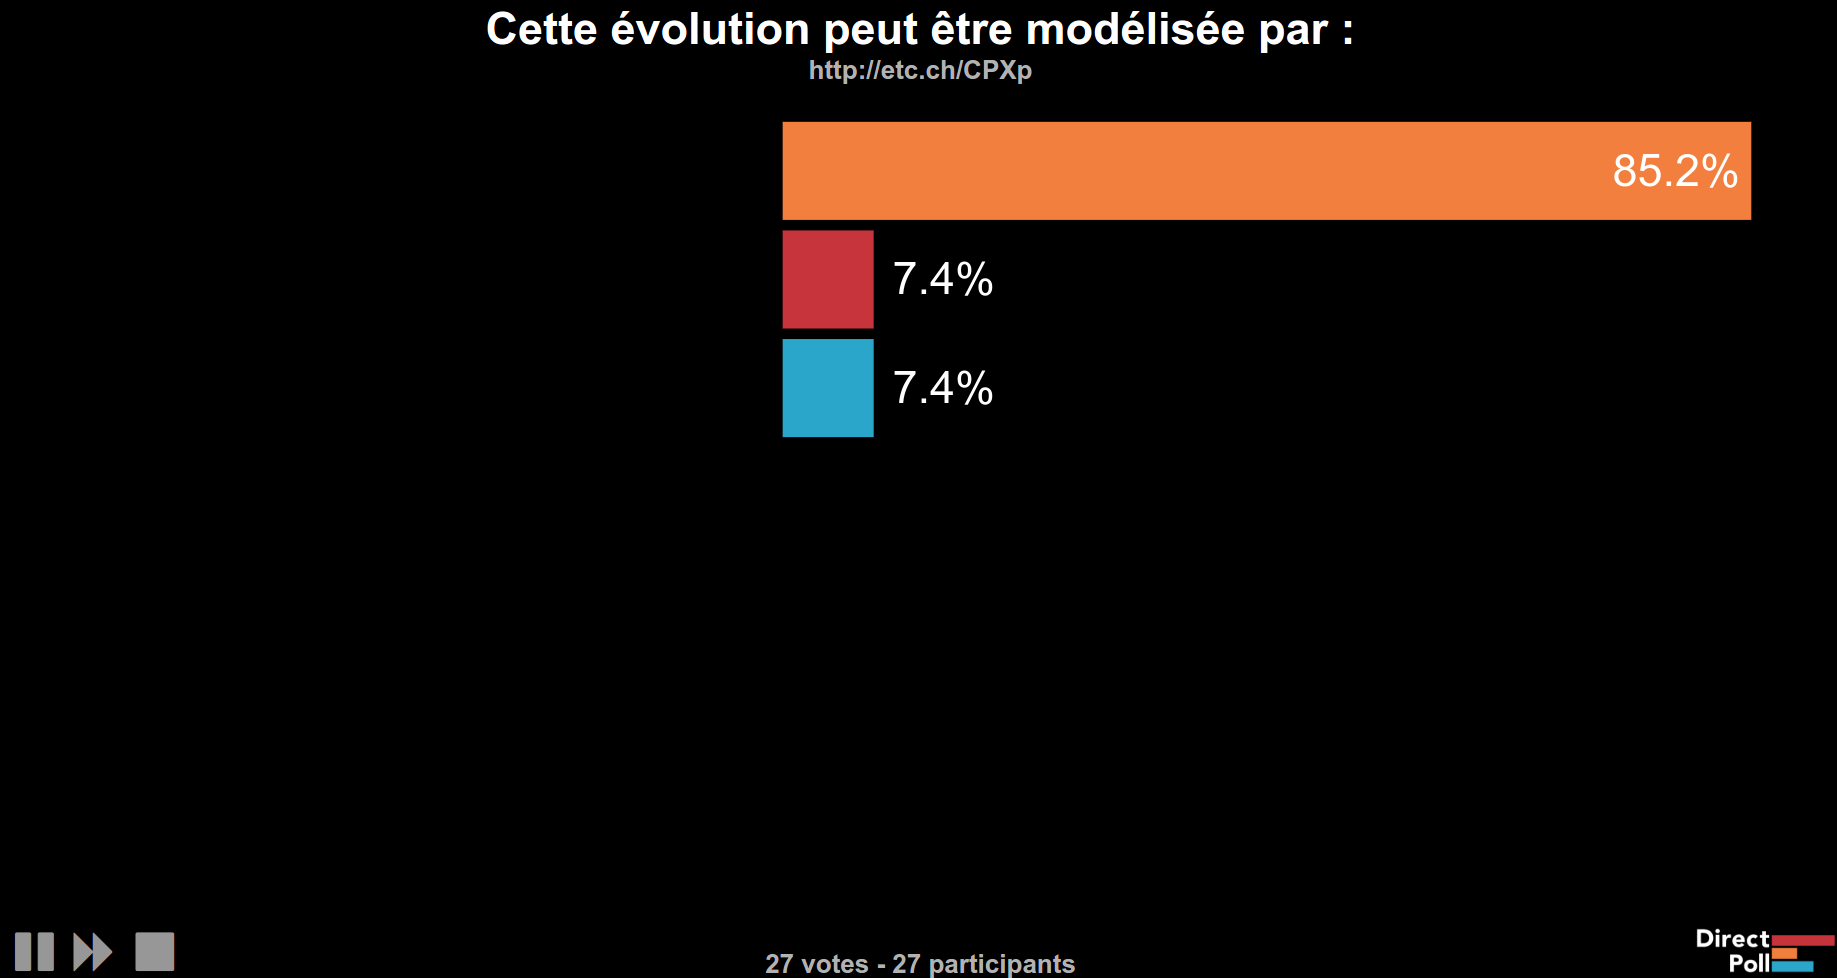 Cette évolution peut être modélisée par :
http://etc.ch/CPXp
85.2%
7.4%
7.4%
27 votes - 27 participants
Direct
Poll